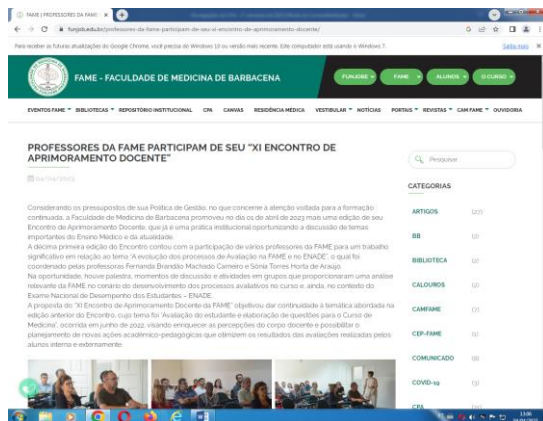 FAME | PROFESSORES DA FAME
funjob.edu.br/professores-da-fame-participam-de-seu-xi-encontro-de-aprimoramento-docente/
Para receber as futuras atualizações do Google Chrome, você precisa do Windows 10 ou versão mais recente. Este computador está usando o Windows 7.
Saiba mais
FAME - FACULDADE DE MEDICINA DE BARBACENA
FUNJOBE
FAME
ALUNOS
O CURSO
EVENTOS FAME
BIBLIOTECAS
REPOSITÓRIO INSTITUCIONAL
CPA
CANVAS
RESIDÊNCIA MÉDICA
VESTIBULAR
NOTÍCIAS
PORTAIS
REVISTAS
CAM FAME
OUVIDORIA
PROFESSORES DA FAME PARTICIPAM DE SEU "XI ENCONTRO DE
APRIMORAMENTO DOCENTE"
Considerando os pressupostos de sua Política de Gestão, no que concerne à atenção voltada para a formação
continuada, a Faculdade de Medicina de Barbacena promoveu no dia 01 de abril de 2023 mais uma edição de seu
Encontro de Aprimoramento Docente, que já é uma prática institucional oportunizando a discussão de temas
importantes do Ensino Médico e da atualidade.
A décima primeira edição do Encontro contou com a participação de vários professores da FAME para um trabalho
significativo em relação ao tema "A evolução dos processos de Avaliação na FAME e no ENADE", o qual foi
coordenado pelas professoras Fernanda Brandão Machado Carneiro e Sônia Torres Horta de Araujo.
Na oportunidade, houve palestra, momentos de discussão e atividades em grupos que proporcionaram uma análise
relevante da FAME no cenário do desenvolvimento dos processos avaliativos no curso e, ainda, no contexto do
Exame Nacional de Desempenho dos Estudantes – ENADE.
A proposta do "XI Encontro de Aprimoramento Docente da FAME" objetivou dar continuidade à temática abordada na
edição anterior do Encontro, cujo tema foi "Avaliação do estudante e elaboração de questões para o Curso de
Medicina", ocorrida em junho de 2022, visando enriquecer as percepções do corpo docente e possibilitar o
planejamento de novas ações acadêmico-pedagógicas que otimizem os resultados das avaliações realizadas pelos
alunos interna e externamente.
Pesquise
CATEGORIAS
ARTIGOS
BB
BIBLIOTECA
CALOUROS
CAMFAME
CEP-FAME
COMUNICADO
COVID-19
CPA
13:06